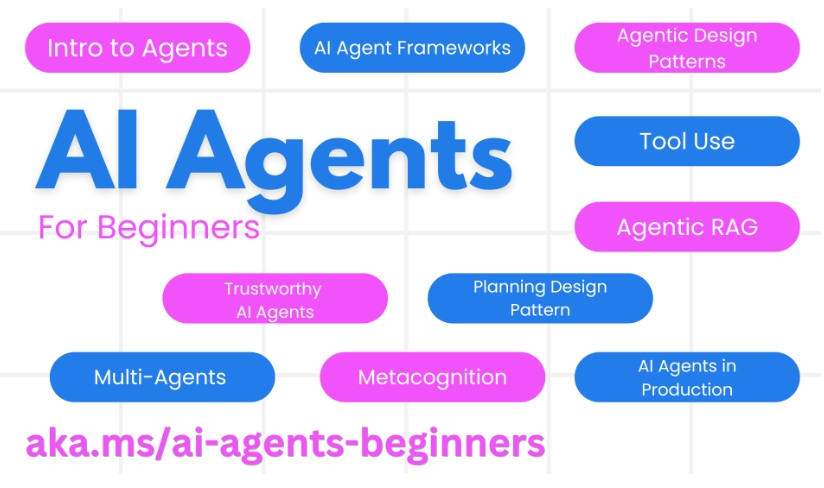 Intro to Agents
AI Agent Frameworks
Agentic Design
Patterns
AI Agents
For Beginners
Tool Use
Agentic RAG
Trustworthy
AI Agents
Planning Design
Pattern
Multi-Agents
Metacognition
AI Agents in
Production
aka.ms/ai-agents-beginners